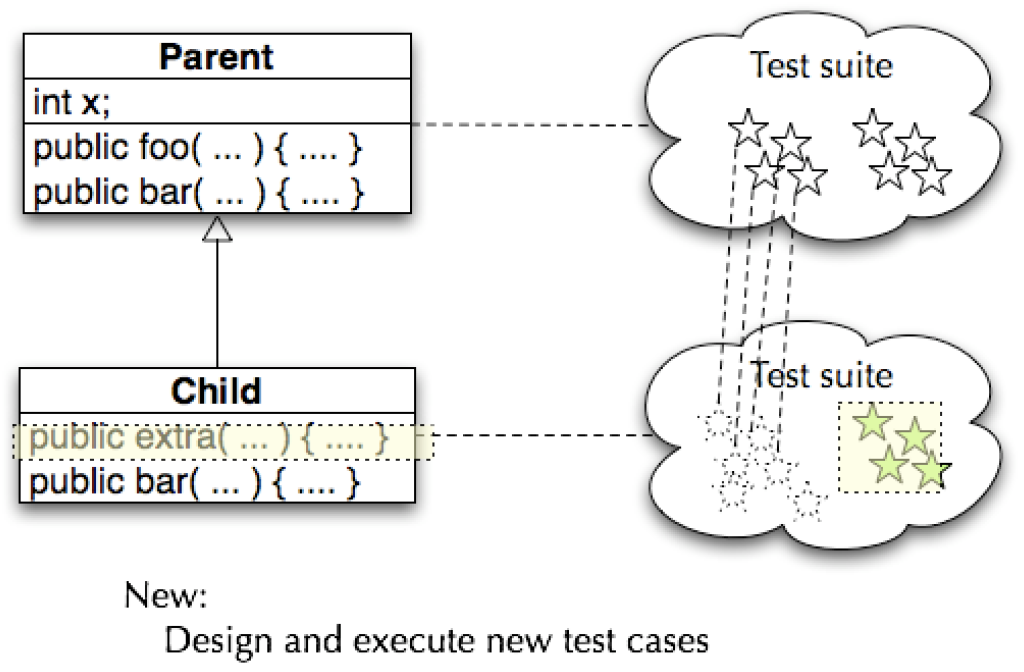 Parent
int x;
public foo( ... ) { .... }
public bar( ... ) { .... }
Test suite
Child
public extra( ... ) { .... }
public bar( ... ) { .... }
Test suite
New:
Design and execute new test cases